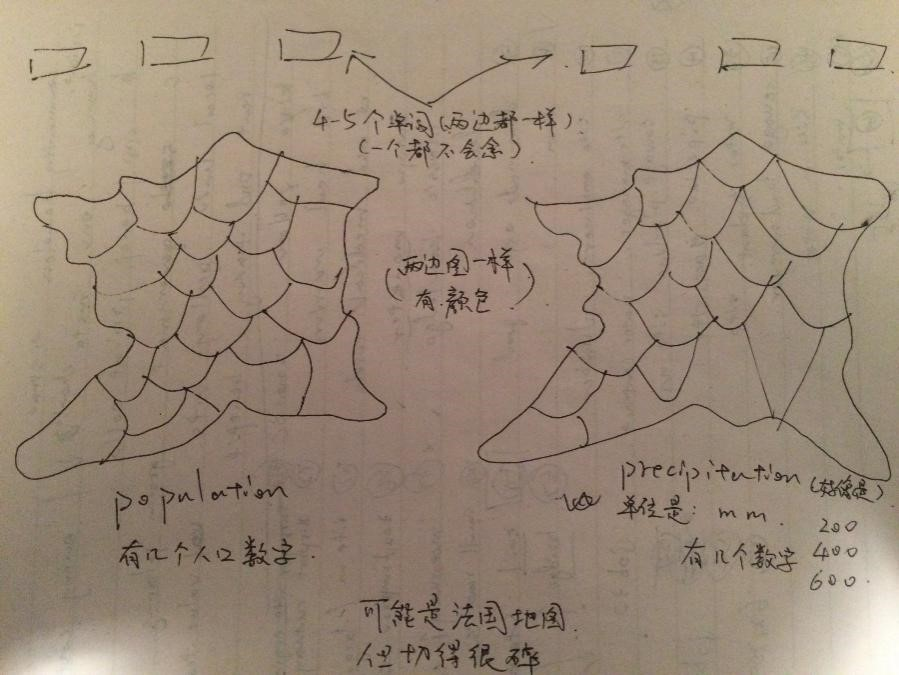 4-5个单词(两边都一样)
(一个都不会念)
(两边图一样
有颜色)
population
有几个人口数字.
precipitation (好像是)
单位是: mm.
200
有几个数字 400
600.
可能是法国地图.
但切得很碎